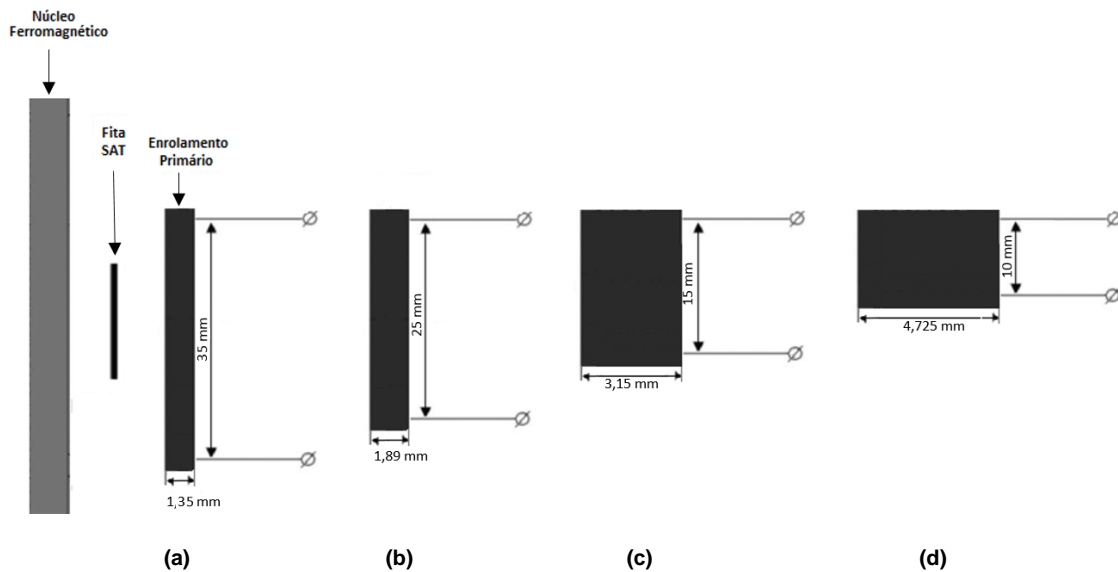 Núcleo
Ferromagnético
Fita
SAT
Enrolamento
Primário
35 mm
1,35 mm
25 mm
1,89 mm
15 mm
3,15 mm
10 mm
4,725 mm
(a)
(b)
(c)
(d)